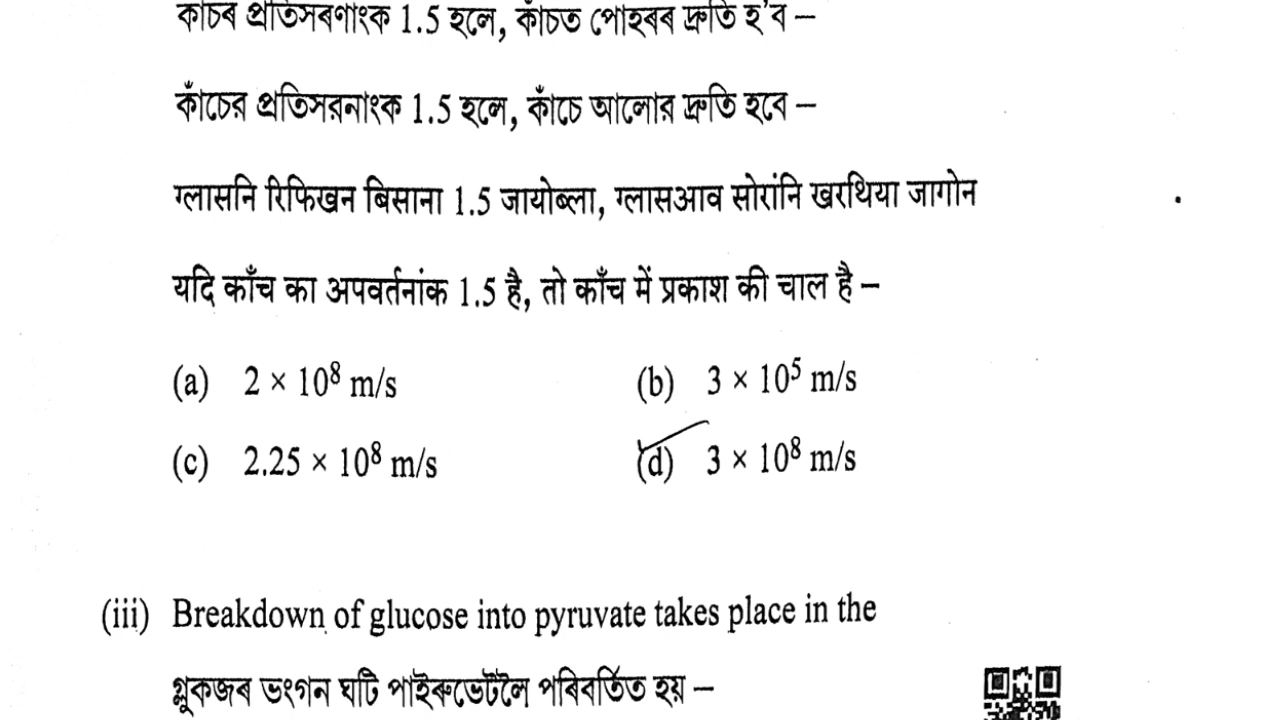 কাঁচৰ প্ৰতিসৰণাংক 1.5 হলে, কাঁচত পোহৰৰ দ্ৰুতি হ'ব –
কাঁচের প্রতিসরনাংক 1.5 হলে, কাঁচে আলোর দ্রুতি হবে –
ग्लासनि रिफिखन बिसाना 1.5 जायोब्ला, ग्लासआव सोरांनि खरथिया जागोन
यदि काँच का अपवर्तनांक 1.5 है, तो काँच में प्रकाश की चाल है –
(a) 2 × 10⁸ m/s (b) 3 × 10⁵ m/s
(c) 2.25 × 10⁸ m/s (d) 3 × 10⁸ m/s
(iii) Breakdown of glucose into pyruvate takes place in the
গ্লুকজৰ ভংগন ঘটি পাইৰুভেটলৈ পৰিবৰ্তিত হয় –